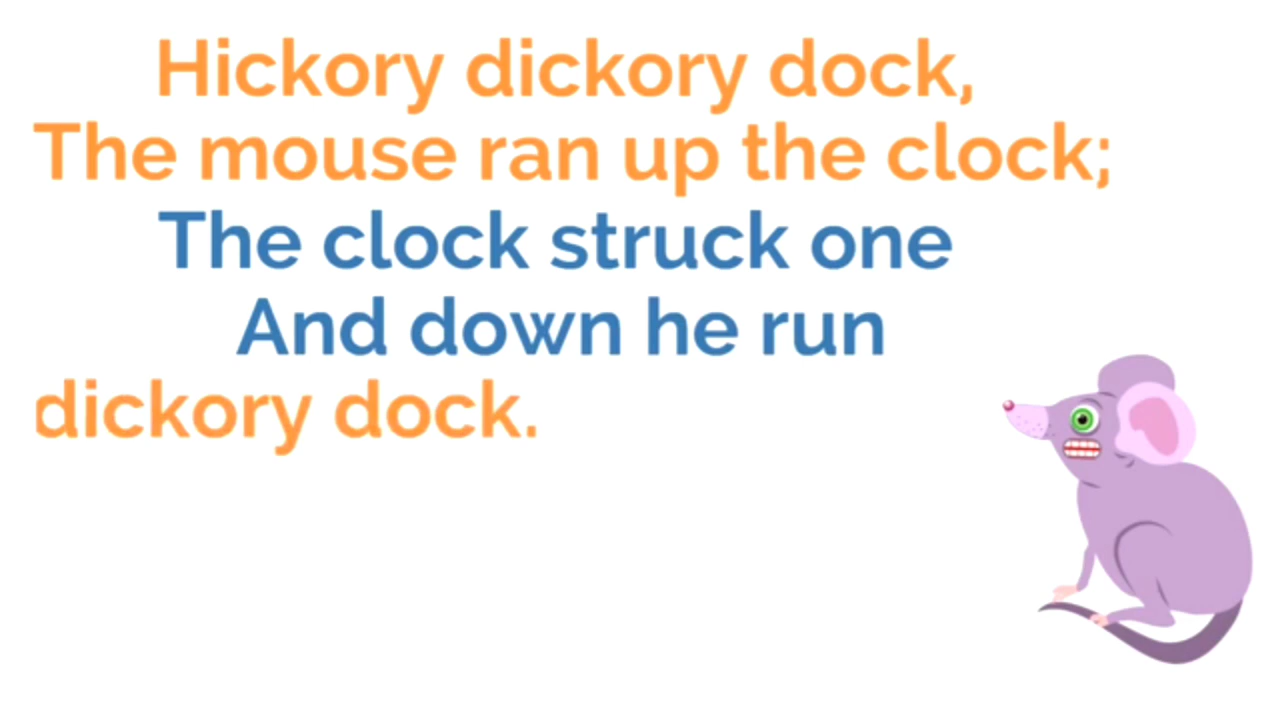 Hickory dickory dock,
The mouse ran up the clock;
The clock struck one
And down he run
dickory dock.